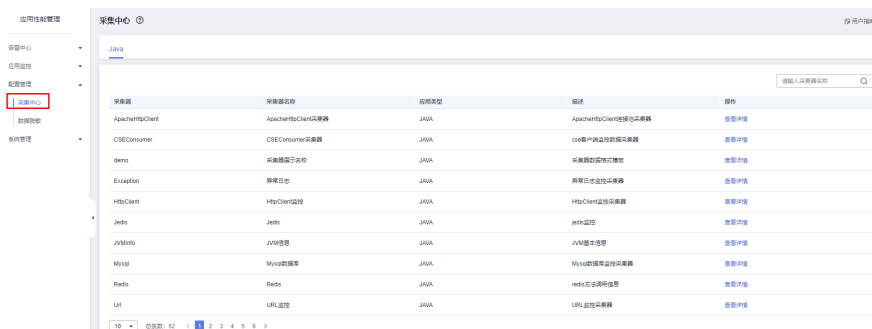 应用性能管理
采集中心
用户指南
告警中心
应用监控
配置管理
采集中心
数据脱敏
系统管理
Java
请输入采集器名称
采集器 采集器名称 应用类型 描述 操作
ApacheHttpClient ApacheHttpClient采集器 JAVA ApacheHttpClient连接池采集器 查看详情
CSEConsumer CSEConsumer采集器 JAVA cse客户端监控数据采集器 查看详情
demo 采集器展示名称 JAVA 采集器数据格式模板 查看详情
Exception 异常日志 JAVA 异常日志监控采集器 查看详情
HttpClient HttpClient监控 JAVA HttpClient监控采集器 查看详情
Jedis Jedis JAVA jedis监控 查看详情
JVMInfo JVM信息 JAVA JVM基本信息 查看详情
Mysql Mysql数据库 JAVA Mysql数据库监控采集器 查看详情
Redis Redis JAVA redis方法调用信息 查看详情
Url URL监控 JAVA URL监控采集器 查看详情
10 总条数: 52 < 1 2 3 4 5 6 >